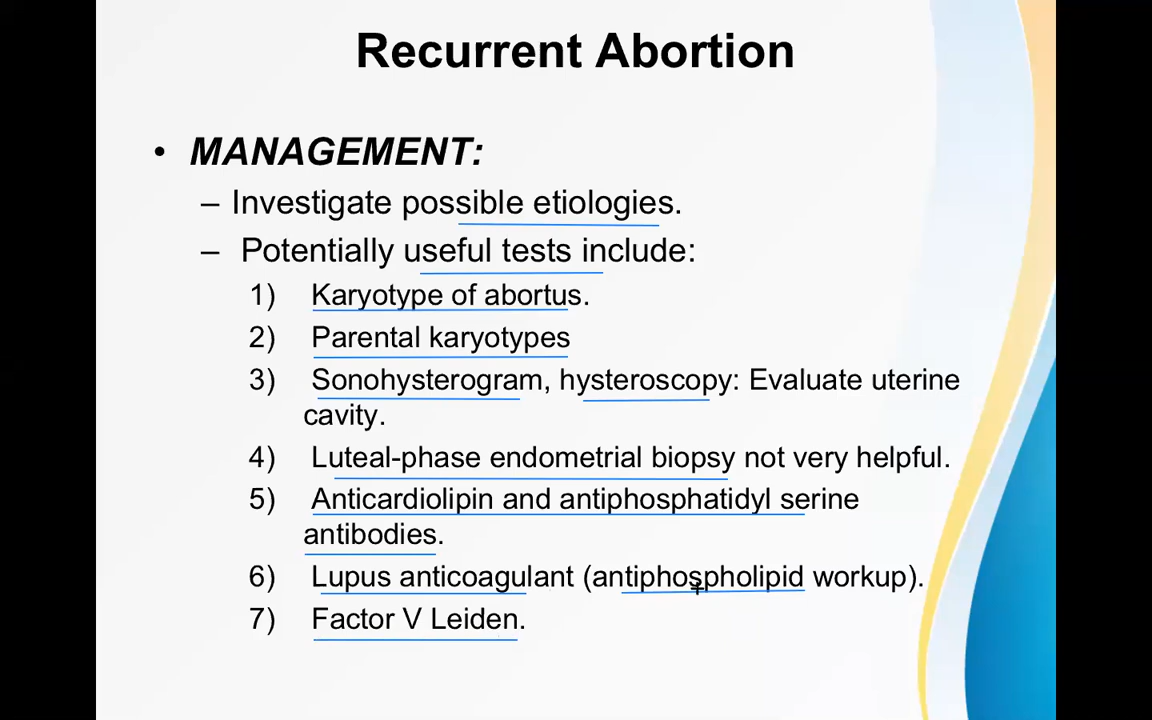 Recurrent Abortion
• MANAGEMENT:
– Investigate possible etiologies.
– Potentially useful tests include:
1) Karyotype of abortus.
2) Parental karyotypes
3) Sonohysterogram, hysteroscopy: Evaluate uterine
cavity.
4) Luteal-phase endometrial biopsy not very helpful.
5) Anticardiolipin and antiphosphatidyl serine
antibodies.
6) Lupus anticoagulant (antiphospholipid workup).
7) Factor V Leiden.